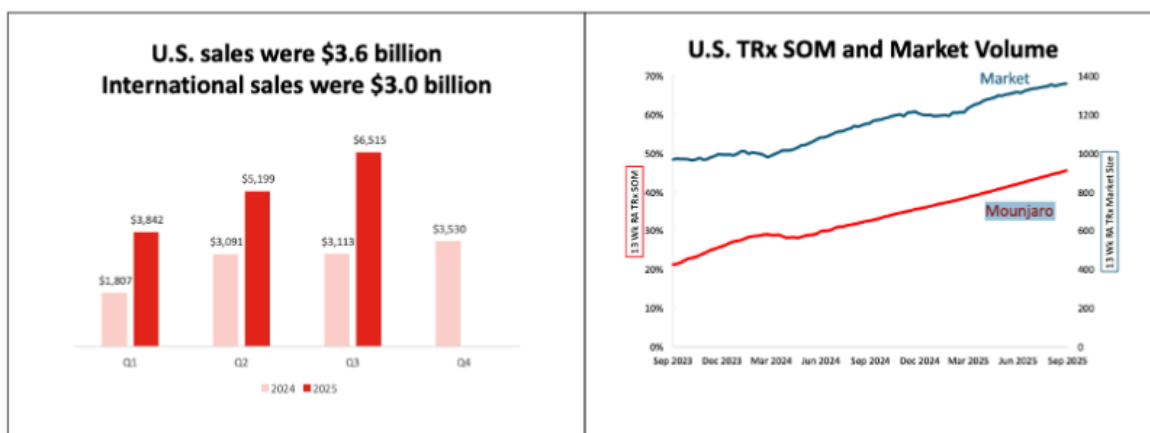 U.S. sales were $3.6 billion
International sales were $3.0 billion
$6,515
$5,199
$3,842
$3,091
$3,113
$3,530
$1,807
Q1
Q2
Q3
Q4
2024
2025
U.S. TRx SOM and Market Volume
70%
60%
50%
40%
30%
20%
10%
0%
13 Wk RA TRx SOM
Market
Mounjaro
1400
1200
1000
800
600
400
200
0
13 Wk RA TRx Market Size
Sep 2023
Dec 2023
Mar 2024
Jun 2024
Sep 2024
Dec 2024
Mar 2025
Jun 2025
Sep 2025